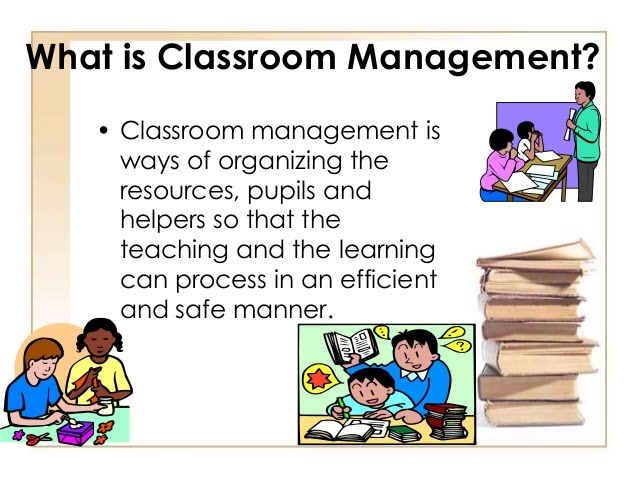 What is Classroom Management?
• Classroom management is
ways of organizing the
resources, pupils and
helpers so that the
teaching and the learning
can process in an efficient
and safe manner.